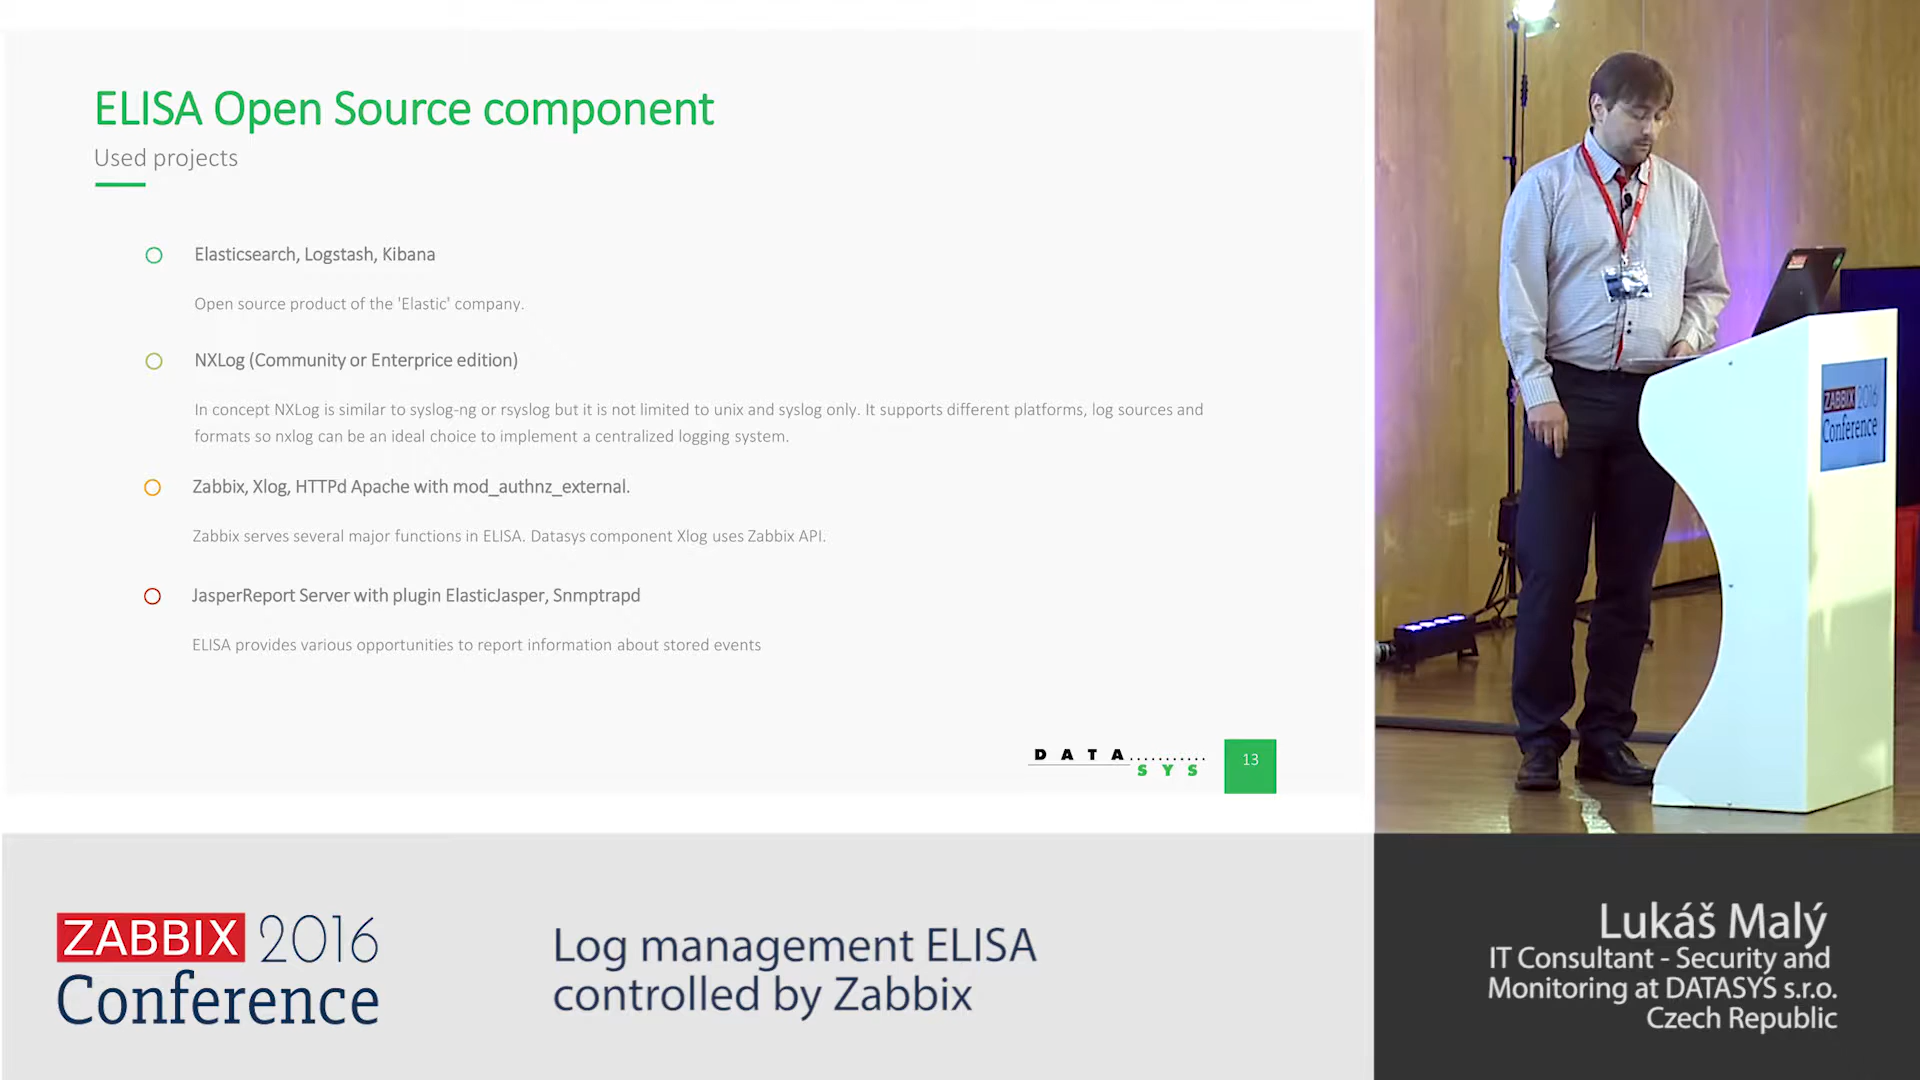 ELISA Open Source component
Used projects
Elasticsearch, Logstash, Kibana
Open source product of the 'Elastic' company.
NXLog (Community or Enterprice edition)
In concept NXLog is similar to syslog-ng or rsyslog but it is not limited to unix and syslog only. It supports different platforms, log sources and
formats so nxlog can be an ideal choice to implement a centralized logging system.
Zabbix, Xlog, HTTPd Apache with mod_authnz_external.
Zabbix serves several major functions in ELISA. Datasys component Xlog uses Zabbix API.
JasperReport Server with plugin ElasticJasper, Snmptrapd
ELISA provides various opportunities to report information about stored events
DATA
SYS
13
ZABBIX 2016
Conference
ZABBIX 2016
Conference
Log management ELISA
controlled by Zabbix
Lukáš Malý
IT Consultant - Security and
Monitoring at DATASYS s.r.o.
Czech Republic